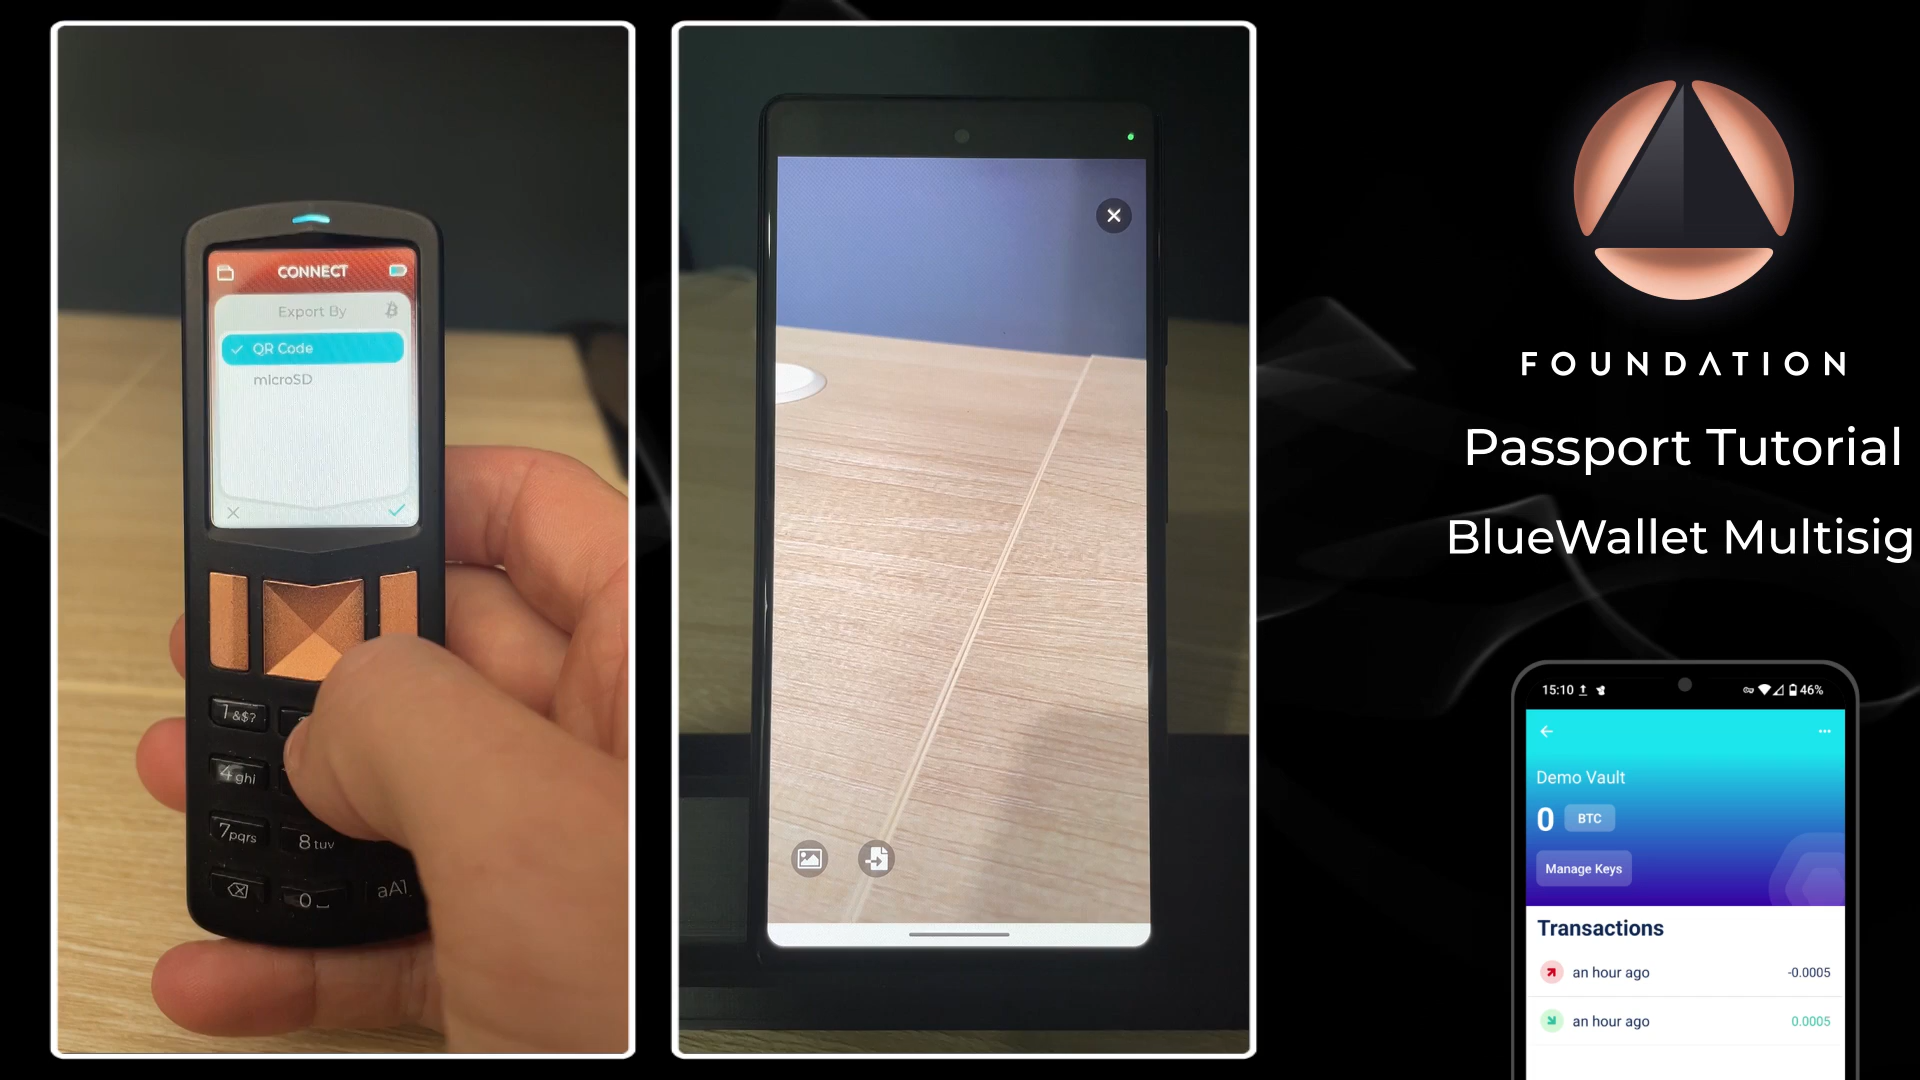 CONNECT
Export By
QR Code
microSD
1 &$?
4 ghi
7pqrs
8 tuv
0
aA1
FOUNDATION
Passport Tutorial
BlueWallet Multisig
15:10
46%
Demo Vault
0 BTC
Manage Keys
Transactions
an hour ago -0.0005
an hour ago 0.0005